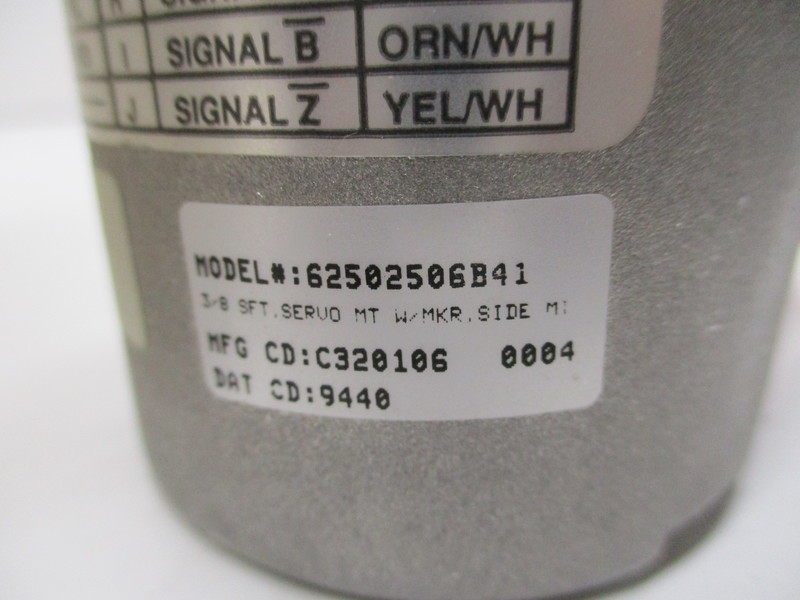 I SIGNAL B̅ ORN/WH
J SIGNAL Z̅ YEL/WH
MODEL#:62502506B41
3/8 SFT.SERVO MT W/MKR.SIDE
MFG CD:C320106 0004
DAT CD:9440